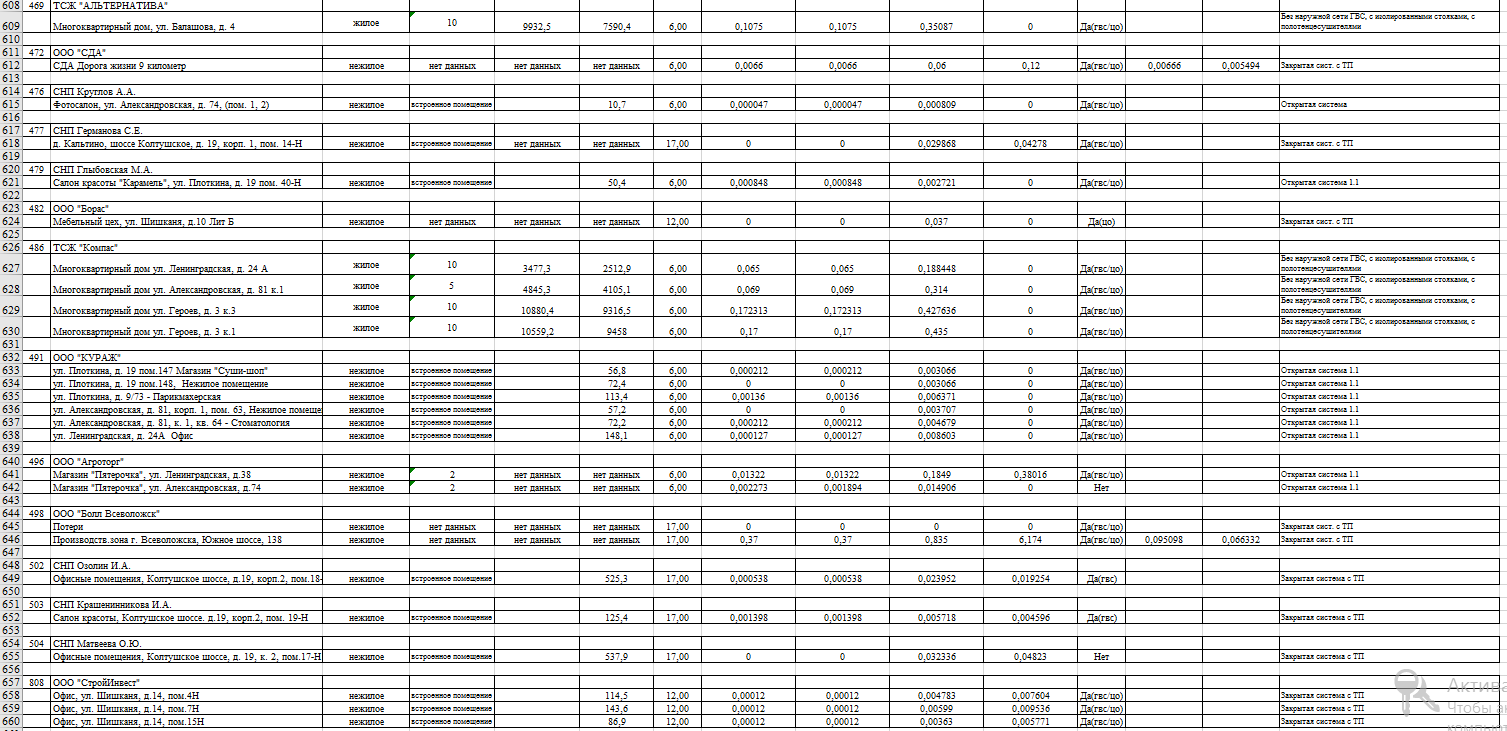 608 469 ТСЖ "АЛЬТЕРНАТИВА"
609 Многоквартирный дом, ул. Балашова, д. 4 жилое 10 9932,5 7590,4 6,00 0,1075 0,1075 0,35087 0 Да(гвс/цо) Без наружной сети ГВС, с изолированными стояками, с полотенцесушителями
610
611 472 ООО "СДА"
612 СДА Дорога жизни 9 километр нежилое нет данных нет данных нет данных 6,00 0,0066 0,0066 0,06 0,12 Да(гвс/цо) 0,00666 0,005494 Закрытая сист. с ТП
613
614 476 СНП Круглов А.А.
615 Фотосалон, ул. Александровская, д. 74, (пом. 1, 2) нежилое встроенное помещение 10,7 6,00 0,000047 0,000047 0,000809 0 Да(гвс/цо) Открытая система
616
617 477 СНП Германова С.Е.
618 д. Кальтино, шоссе Колтушское, д. 19, корп. 1, пом. 14-Н нежилое встроенное помещение нет данных нет данных 17,00 0 0 0,029868 0,04278 Да(гвс/цо) Закрытая сист. с ТП
619
620 479 СНП Глыбовская М.А.
621 Салон красоты "Карамель", ул. Плоткина, д. 19 пом. 40-Н нежилое встроенное помещение 50,4 6,00 0,000848 0,000848 0,002721 0 Да(гвс/цо) Открытая система 1.1
622
623 482 ООО "Борас"
624 Мебельный цех, ул. Шишканя, д.10 Лит Б нежилое нет данных нет данных нет данных 12,00 0 0 0,037 0 Да(цо) Закрытая сист. с ТП
625
626 486 ТСЖ "Компас"
627 Многоквартирный дом ул. Ленинградская, д. 24 А жилое 10 3477,3 2512,9 6,00 0,065 0,065 0,188448 0 Да(гвс/цо) Без наружной сети ГВС, с изолированными стояками, с полотенцесушителями
628 Многоквартирный дом ул. Александровская, д. 81 к.1 жилое 5 4845,3 4105,1 6,00 0,069 0,069 0,314 0 Да(гвс/цо) Без наружной сети ГВС, с изолированными стояками, с полотенцесушителями
629 Многоквартирный дом ул. Героев, д. 3 к.3 жилое 10 10880,4 9316,5 6,00 0,172313 0,172313 0,427636 0 Да(гвс/цо) Без наружной сети ГВС, с изолированными стояками, с полотенцесушителями
630 Многоквартирный дом ул. Героев, д. 3 к.1 жилое 10 10559,2 9458 6,00 0,17 0,17 0,435 0 Да(гвс/цо) Без наружной сети ГВС, с изолированными стояками, с полотенцесушителями
631
632 491 ООО "КУРАЖ"
633 ул. Плоткина, д. 19 пом.147 Магазин "Суши-шоп" нежилое встроенное помещение 56,8 6,00 0,000212 0,000212 0,003066 0 Да(гвс/цо) Открытая система 1.1
634 ул. Плоткина, д. 19 пом.148, Нежилое помещение нежилое встроенное помещение 72,4 6,00 0 0 0,003066 0 Да(гвс/цо) Открытая система 1.1
635 ул. Плоткина, д. 9/73 - Парикмахерская нежилое встроенное помещение 113,4 6,00 0,00136 0,00136 0,006371 0 Да(гвс/цо) Открытая система 1.1
636 ул. Александровская, д. 81, корп. 1, пом. 63, Нежилое помеще нежилое встроенное помещение 57,2 6,00 0 0 0,003707 0 Да(гвс/цо) Открытая система 1.1
637 ул. Александровская, д. 81, к. 1, кв. 64 - Стоматология нежилое встроенное помещение 72,2 6,00 0,000212 0,000212 0,004679 0 Да(гвс/цо) Открытая система 1.1
638 ул. Ленинградская, д. 24А Офис нежилое встроенное помещение 148,1 6,00 0,000127 0,000127 0,008603 0 Да(гвс/цо) Открытая система 1.1
639
640 496 ООО "Агроторг"
641 Магазин "Пятерочка", ул. Ленинградская, д.38 нежилое 2 нет данных нет данных 6,00 0,01322 0,01322 0,1849 0,38016 Да(гвс/цо) Открытая система 1.1
642 Магазин "Пятерочка", ул. Александровская, д.74 нежилое 2 нет данных нет данных 6,00 0,002273 0,001894 0,014906 0 Нет Открытая система 1.1
643
644 498 ООО "Болл Всеволожск"
645 Потери нежилое нет данных нет данных нет данных 17,00 0 0 0 0 Да(гвс/цо) Закрытая сист. с ТП
646 Производств.зона г. Всеволожска, Южное шоссе, 138 нежилое нет данных нет данных нет данных 17,00 0,37 0,37 0,835 6,174 Да(гвс/цо) 0,095098 0,066332 Закрытая сист. с ТП
647
648 502 СНП Озолин И.А.
649 Офисные помещения, Колтушское шоссе, д.19, корп.2, пом.18- нежилое встроенное помещение 525,3 17,00 0,000538 0,000538 0,023952 0,019254 Да(гвс) Закрытая система с ТП
650
651 503 СНП Крашенинникова И.А.
652 Салон красоты, Колтушское шоссе. д.19, корп.2, пом. 19-Н нежилое встроенное помещение 125,4 17,00 0,001398 0,001398 0,005718 0,004596 Да(гвс) Закрытая система с ТП
653
654 504 СНП Матвеева О.Ю.
655 Офисные помещения, Колтушское шоссе, д. 19, к. 2, пом.17-Н нежилое встроенное помещение 537,9 17,00 0 0 0,032336 0,04823 Нет Закрытая система с ТП
656
657 808 ООО "СтройИнвест"
658 Офис, ул. Шишканя, д.14, пом.4Н нежилое встроенное помещение 114,5 12,00 0,00012 0,00012 0,004783 0,007604 Да(гвс/цо) Закрытая система с ТП
659 Офис, ул. Шишканя, д.14, пом.7Н нежилое встроенное помещение 143,6 12,00 0,00012 0,00012 0,00599 0,009536 Да(гвс/цо) Закрытая система с ТП
660 Офис, ул. Шишканя, д.14, пом.15Н нежилое встроенное помещение 86,9 12,00 0,00012 0,00012 0,00363 0,005771 Да(гвс/цо) Закрытая система с ТП
Актива
Чтобы а